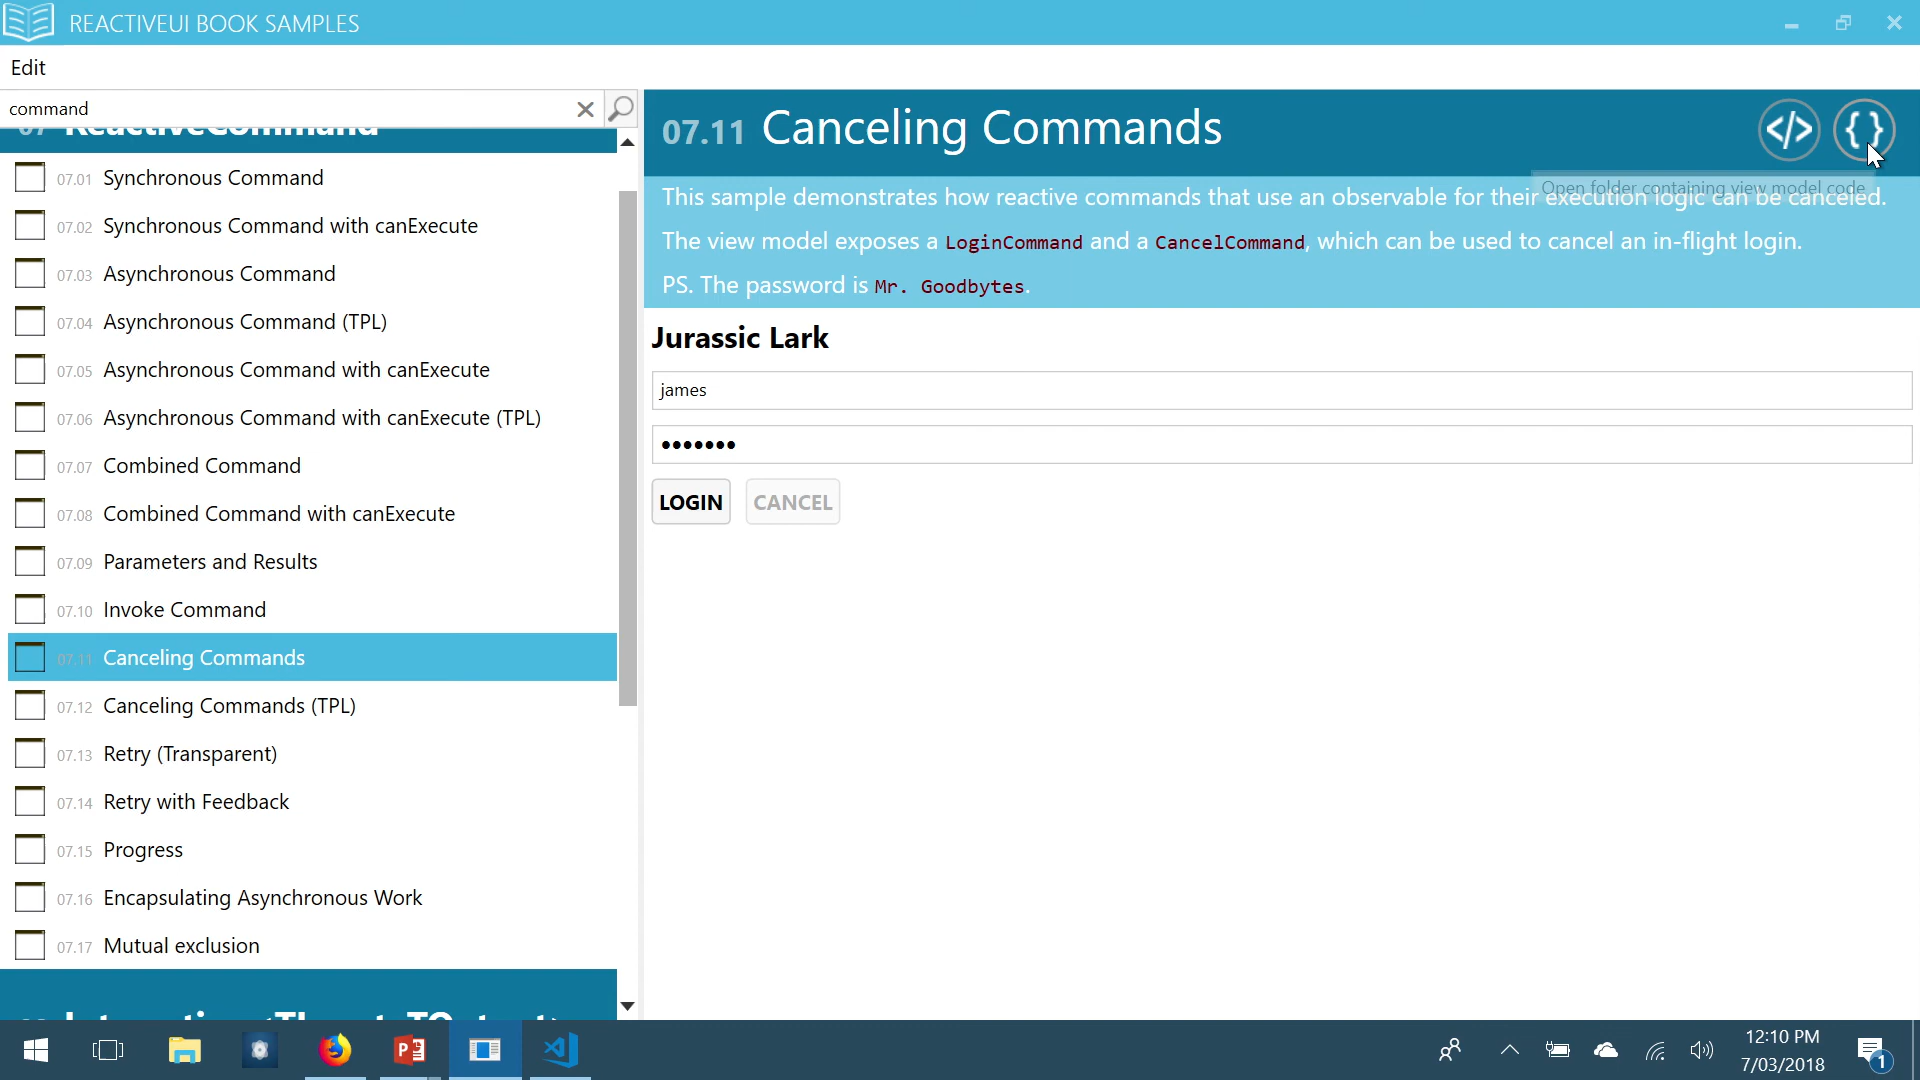 REACTIVEUI BOOK SAMPLES
Edit
command
07 ReactiveCommand
07.01 Synchronous Command
07.02 Synchronous Command with canExecute
07.03 Asynchronous Command
07.04 Asynchronous Command (TPL)
07.05 Asynchronous Command with canExecute
07.06 Asynchronous Command with canExecute (TPL)
07.07 Combined Command
07.08 Combined Command with canExecute
07.09 Parameters and Results
07.10 Invoke Command
07.11 Canceling Commands
07.12 Canceling Commands (TPL)
07.13 Retry (Transparent)
07.14 Retry with Feedback
07.15 Progress
07.16 Encapsulating Asynchronous Work
07.17 Mutual exclusion
07.11 Canceling Commands
</>
{}
Open folder containing view model code
This sample demonstrates how reactive commands that use an observable for their execution logic can be canceled.
The view model exposes a LoginCommand and a CancelCommand, which can be used to cancel an in-flight login.
PS. The password is Mr. Goodbytes.
Jurassic Lark
james
•••••••
LOGIN CANCEL
12:10 PM
7/03/2018
1